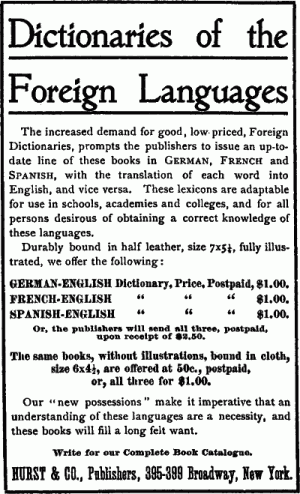 Dictionaries of the
Foreign Languages
The increased demand for good, low-priced, Foreign
Dictionaries, prompts the publishers to issue an up-to-
date line of these books in GERMAN, FRENCH and
SPANISH, with the translation of each word into
English, and vice versa. These lexicons are adaptable
for use in schools, academies and colleges, and for all
persons desirous of obtaining a correct knowledge of
these languages.
Durably bound in half leather, size 7x5¼, fully illus-
trated, we offer the following:
GERMAN-ENGLISH Dictionary, Price, Postpaid, $1.00.
FRENCH-ENGLISH " " " $1.00.
SPANISH-ENGLISH " " " $1.00.
Or, the publishers will send all three, postpaid,
upon receipt of $2.50.
The same books, without illustrations, bound in cloth,
size 6x4½, are offered at 50c., postpaid,
or, all three for $1.00.
Our "new possessions" make it imperative that an
understanding of these languages are a necessity, and
these books will fill a long felt want.
Write for our Complete Book Catalogue.
HURST & CO., Publishers, 395-399 Broadway, New York.